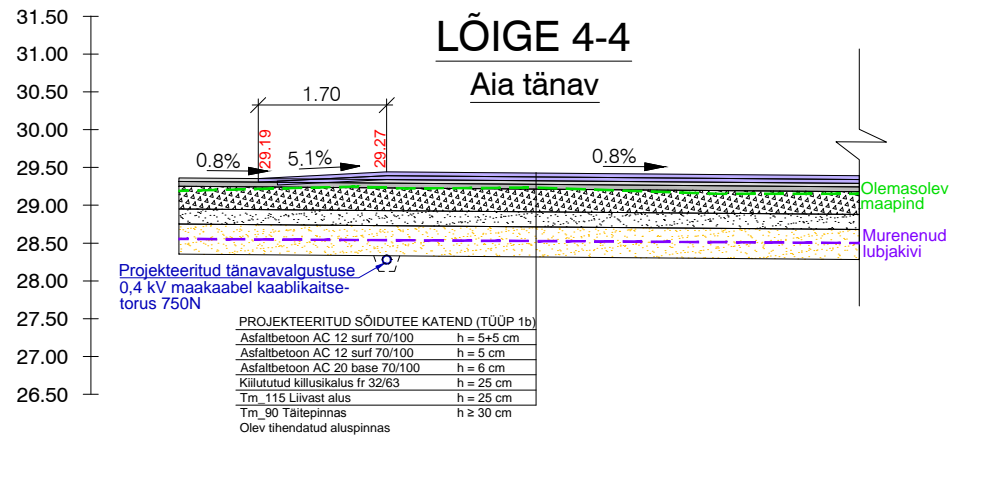 LÕIGE 4-4
Aia tänav
31.50
31.00
30.50
30.00
29.50
29.00
28.50
28.00
27.50
27.00
26.50
1.70
29.19
29.27
0.8%
5.1%
0.8%
Olemasolev
maapind
Murenenud
lubjakivi
Projekteeritud tänavavalgustuse
0,4 kV maakaabel kaablikaitse-
torus 750N
PROJEKTEERITUD SÕIDUTEE KATEND (TÜÜP 1b)
Asfaltbetoon AC 12 surf 70/100 h = 5+5 cm
Asfaltbetoon AC 12 surf 70/100 h = 5 cm
Asfaltbetoon AC 20 base 70/100 h = 6 cm
Kiilututud killusikalus fr 32/63 h = 25 cm
Tm_115 Liivast alus h = 25 cm
Tm_90 Täitepinnas h ≥ 30 cm
Olev tihendatud aluspinnas